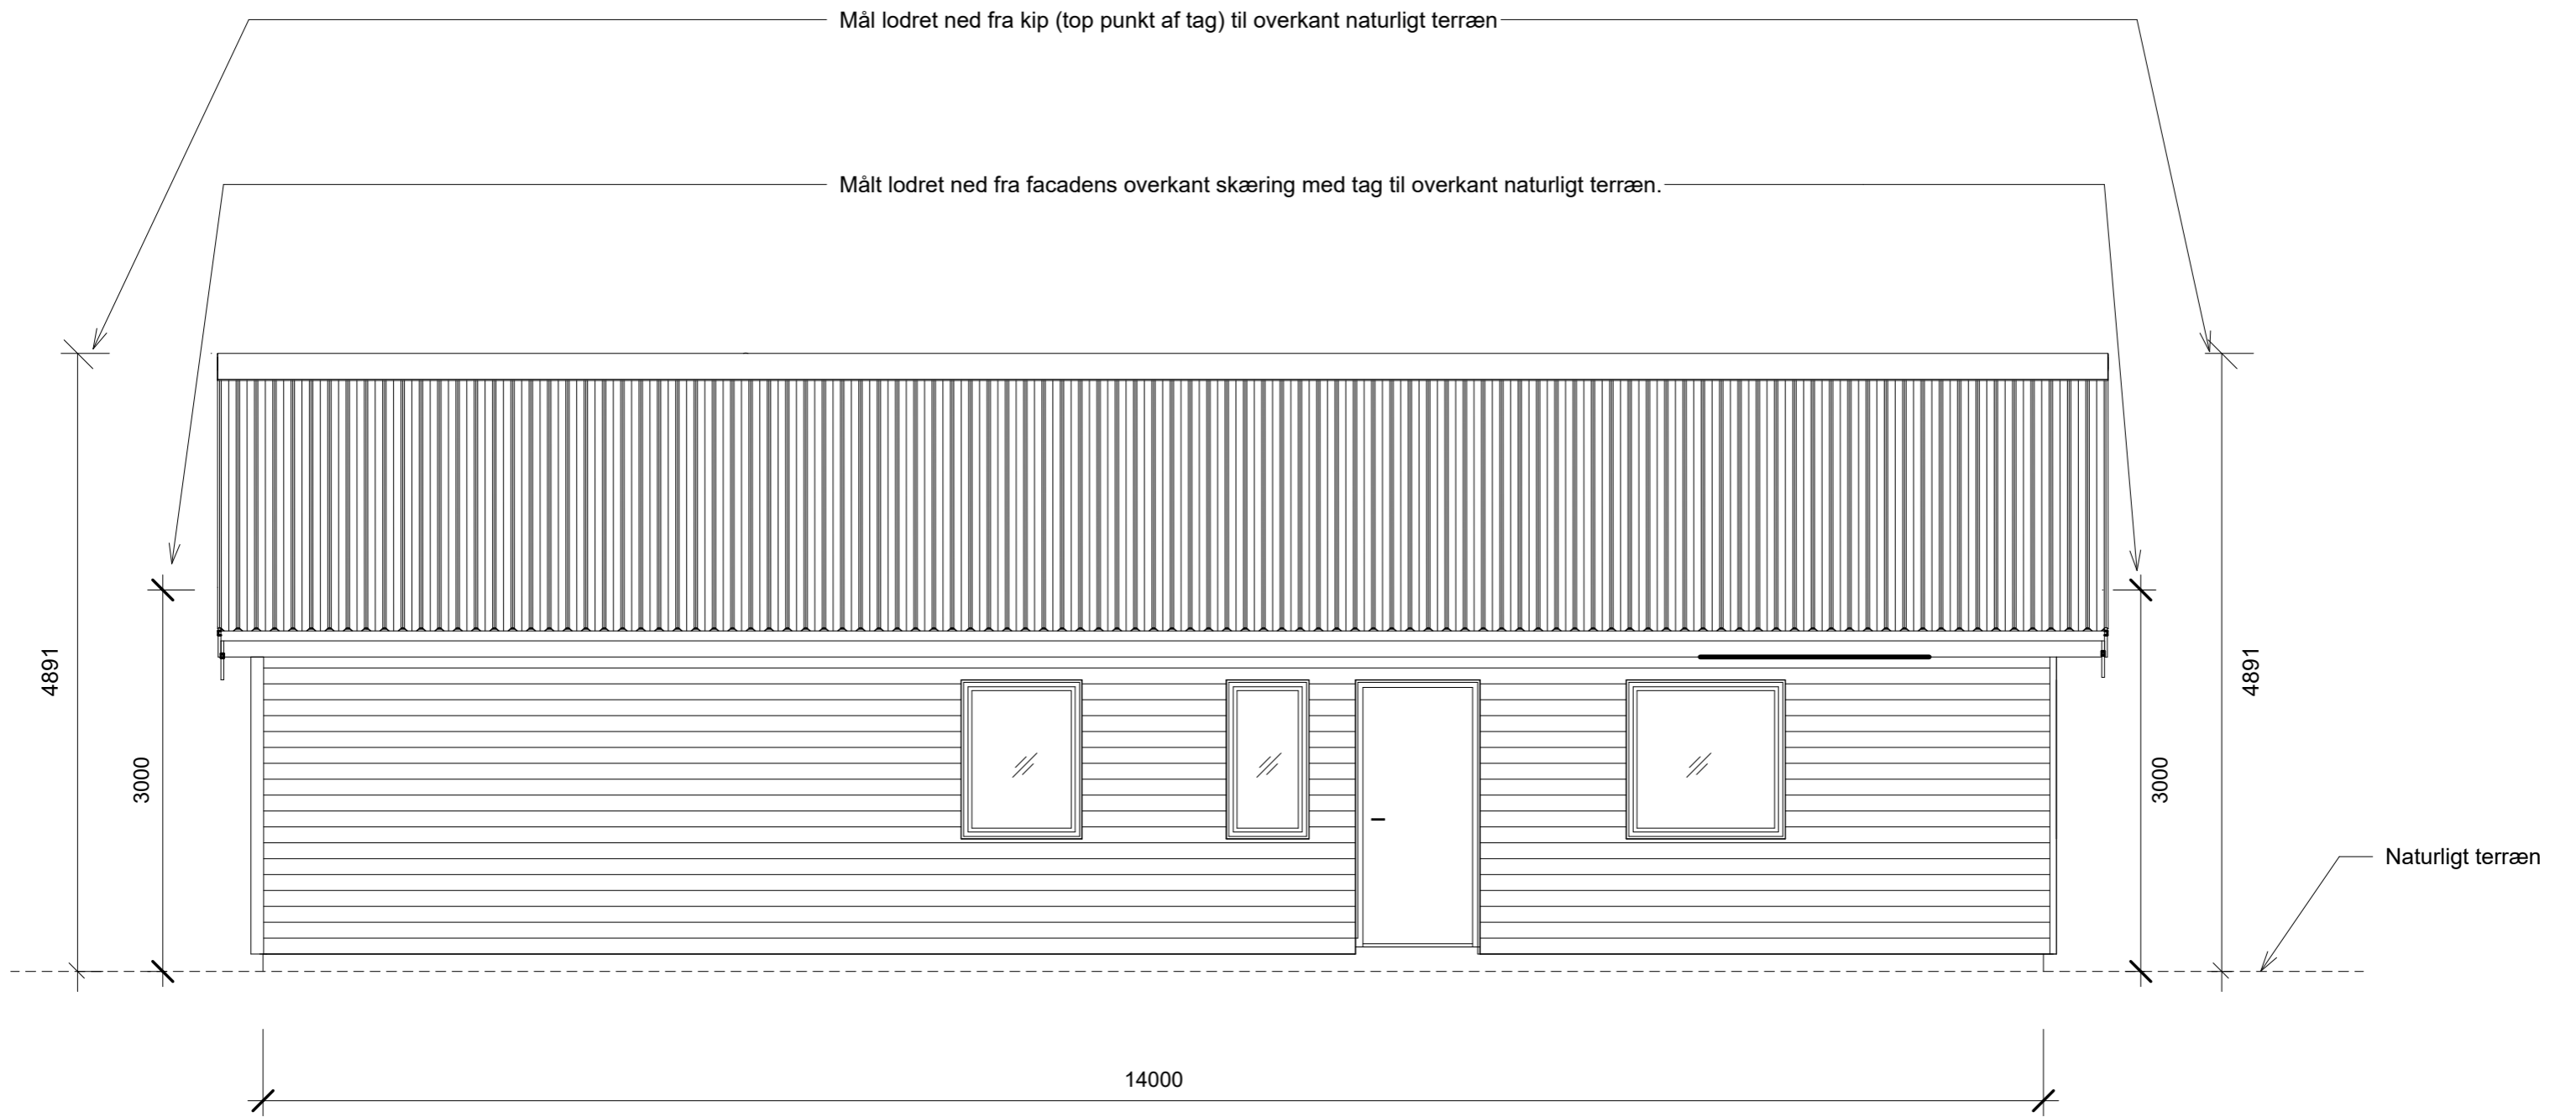 Mål lodret ned fra kip (top punkt af tag) til overkant naturligt terræn
Målt lodret ned fra facadens overkant skæring med tag til overkant naturligt terræn.
4891
3000
4891
3000
Naturligt terræn
14000